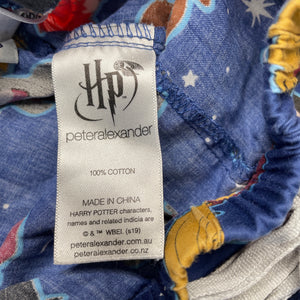 HP
peteralexander
100% COTTON
MADE IN CHINA
HARRY POTTER characters,
names and related indicia are
© & ™ WBEI. (s19)
peteralexander.com.au
peteralexander.co.nz